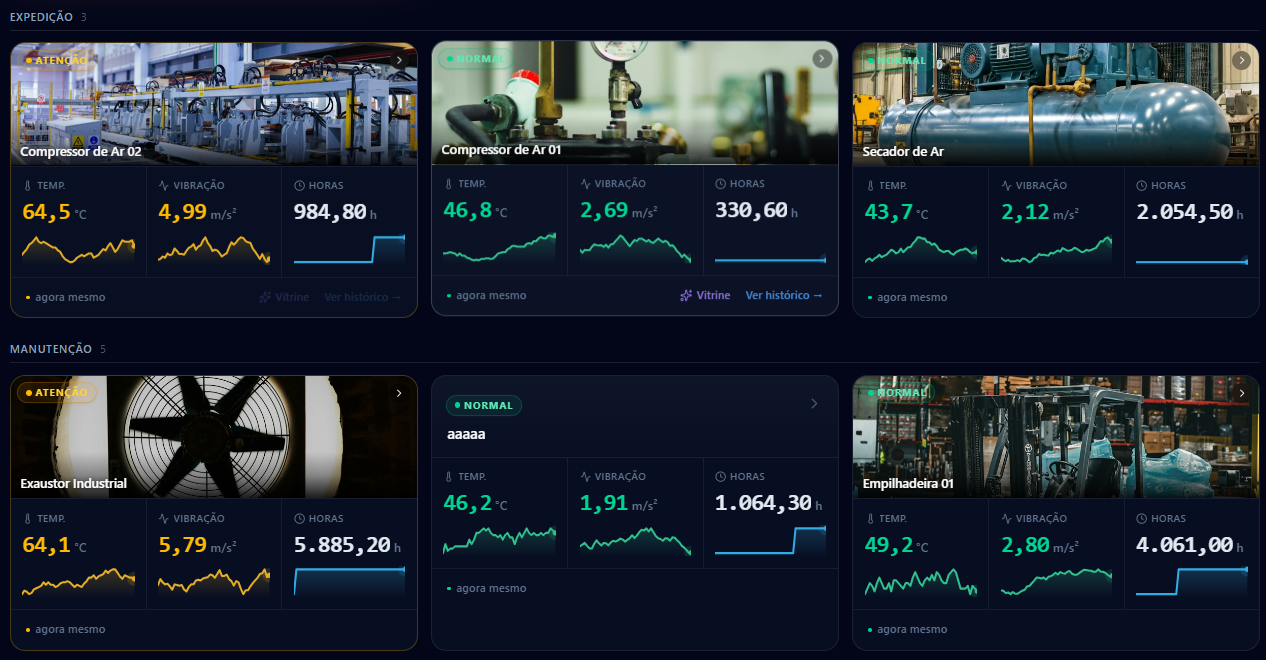 EXPEDIÇÃO 3
ATENÇÃO
Compressor de Ar 02
TEMP. VIBRAÇÃO HORAS
64,5 °C 4,99 m/s² 984,80 h
agora mesmo Vitrine Ver histórico →
NORMAL
Compressor de Ar 01
TEMP. VIBRAÇÃO HORAS
46,8 °C 2,69 m/s² 330,60 h
agora mesmo Vitrine Ver histórico →
NORMAL
Secador de Ar
TEMP. VIBRAÇÃO HORAS
43,7 °C 2,12 m/s² 2.054,50 h
agora mesmo
MANUTENÇÃO 5
ATENÇÃO
Exaustor Industrial
TEMP. VIBRAÇÃO HORAS
64,1 °C 5,79 m/s² 5.885,20 h
agora mesmo
NORMAL
aaaaa
TEMP. VIBRAÇÃO HORAS
46,2 °C 1,91 m/s² 1.064,30 h
agora mesmo
NORMAL
Empilhadeira 01
TEMP. VIBRAÇÃO HORAS
49,2 °C 2,80 m/s² 4.061,00 h
agora mesmo